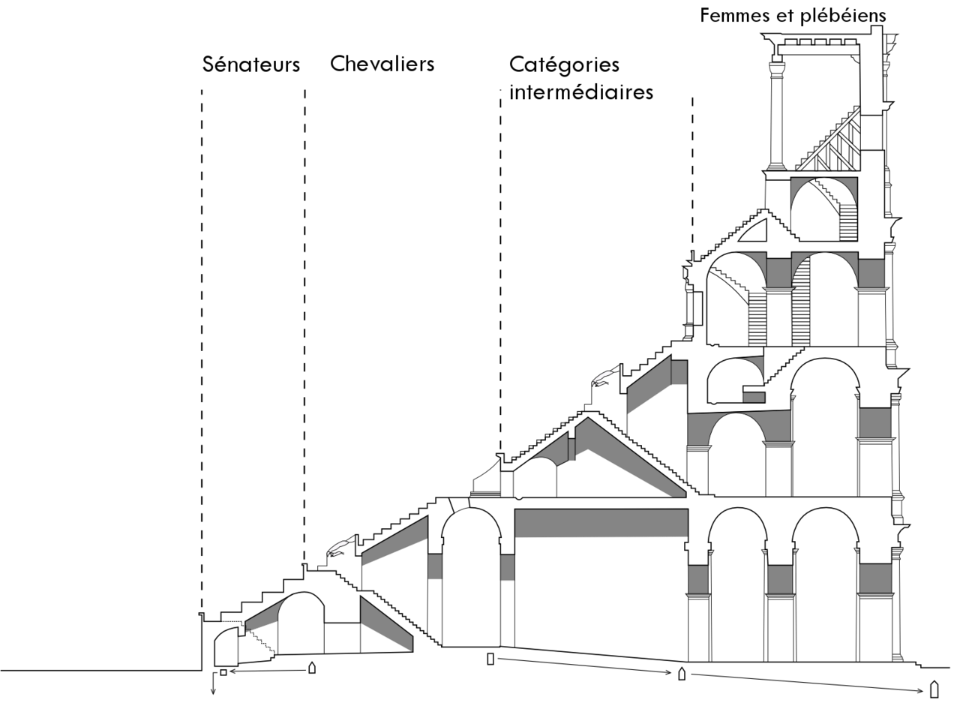 Femmes et plébéiens
Sénateurs
Chevaliers
Catégories
intermédiaires